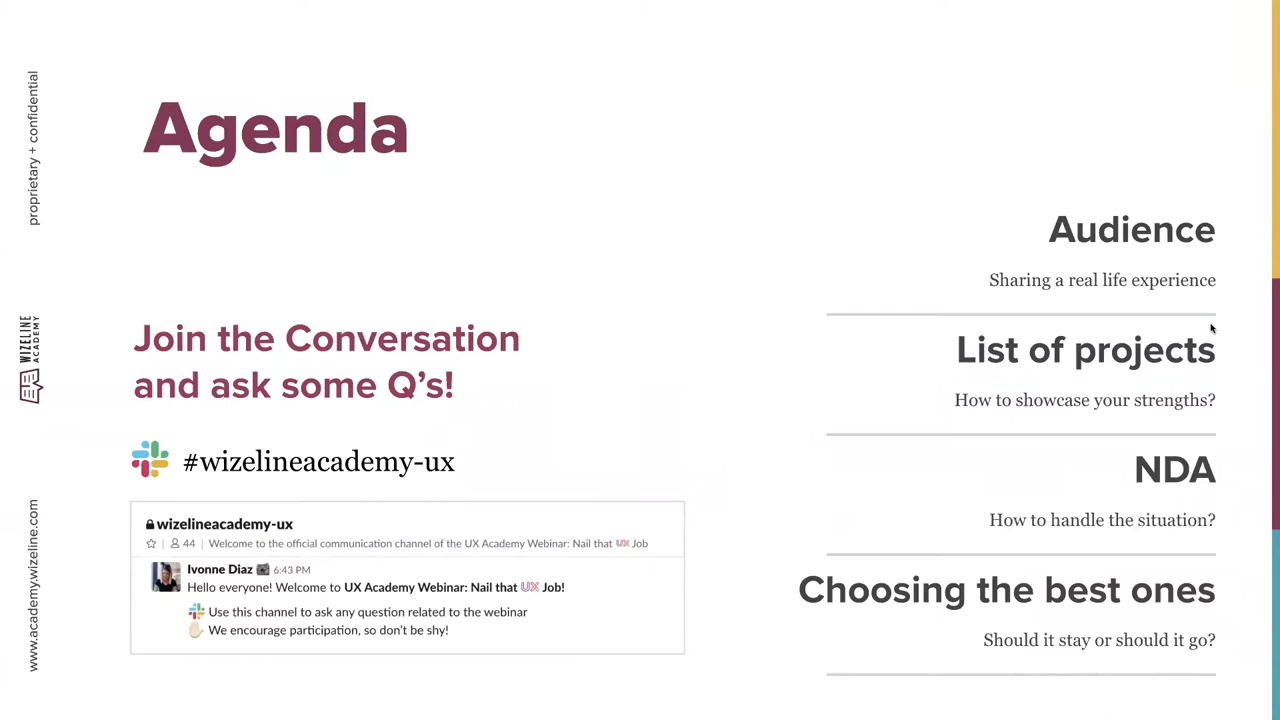 proprietary + confidential
WIZELINE
ACADEMY
www.academy.wizeline.com
Agenda
Join the Conversation
and ask some Q's!
#wizelineacademy-ux
wizelineacademy-ux
44 | Welcome to the official communication channel of the UX Academy Webinar: Nail that UX Job
Ivonne Diaz 6:43 PM
Hello everyone! Welcome to UX Academy Webinar: Nail that UX Job!
Use this channel to ask any question related to the webinar
We encourage participation, so don't be shy!
Audience
Sharing a real life experience
List of projects
How to showcase your strengths?
NDA
How to handle the situation?
Choosing the best ones
Should it stay or should it go?